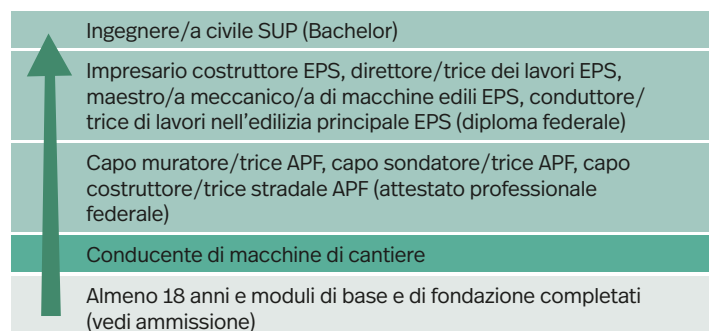 Ingegnere/a civile SUP (Bachelor)
Impresario costruttore EPS, direttore/trice dei lavori EPS,
maestro/a meccanico/a di macchine edili EPS, conduttore/
trice di lavori nell'edilizia principale EPS (diploma federale)
Capo muratore/trice APF, capo sondatore/trice APF, capo
costruttore/trice stradale APF (attestato professionale
federale)
Conducente di macchine di cantiere
Almeno 18 anni e moduli di base e di fondazione completati
(vedi ammissione)